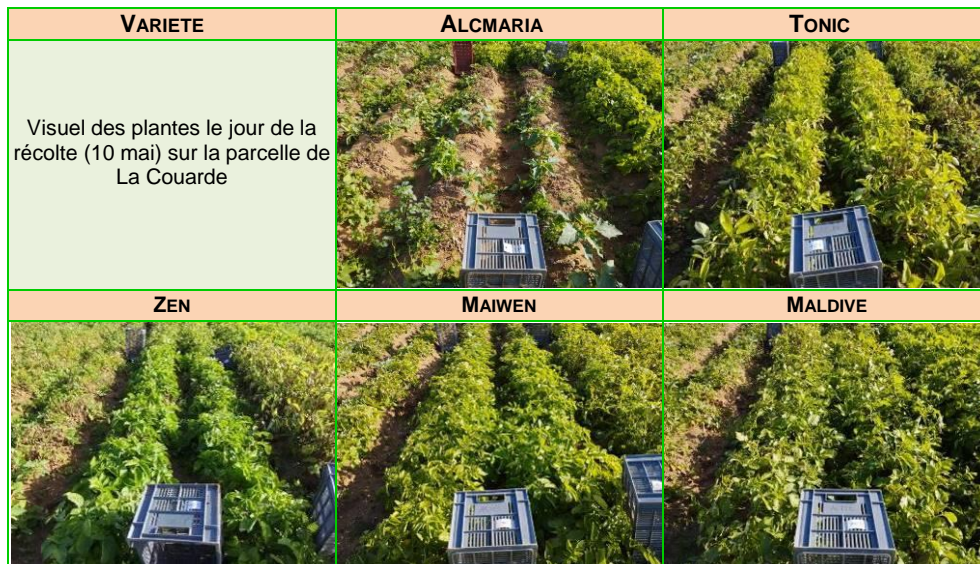 VARIETE
ALCMARIA
TONIC
Visuel des plantes le jour de la
récolte (10 mai) sur la parcelle de
La Couarde
ZEN
MAIWEN
MALDIVE